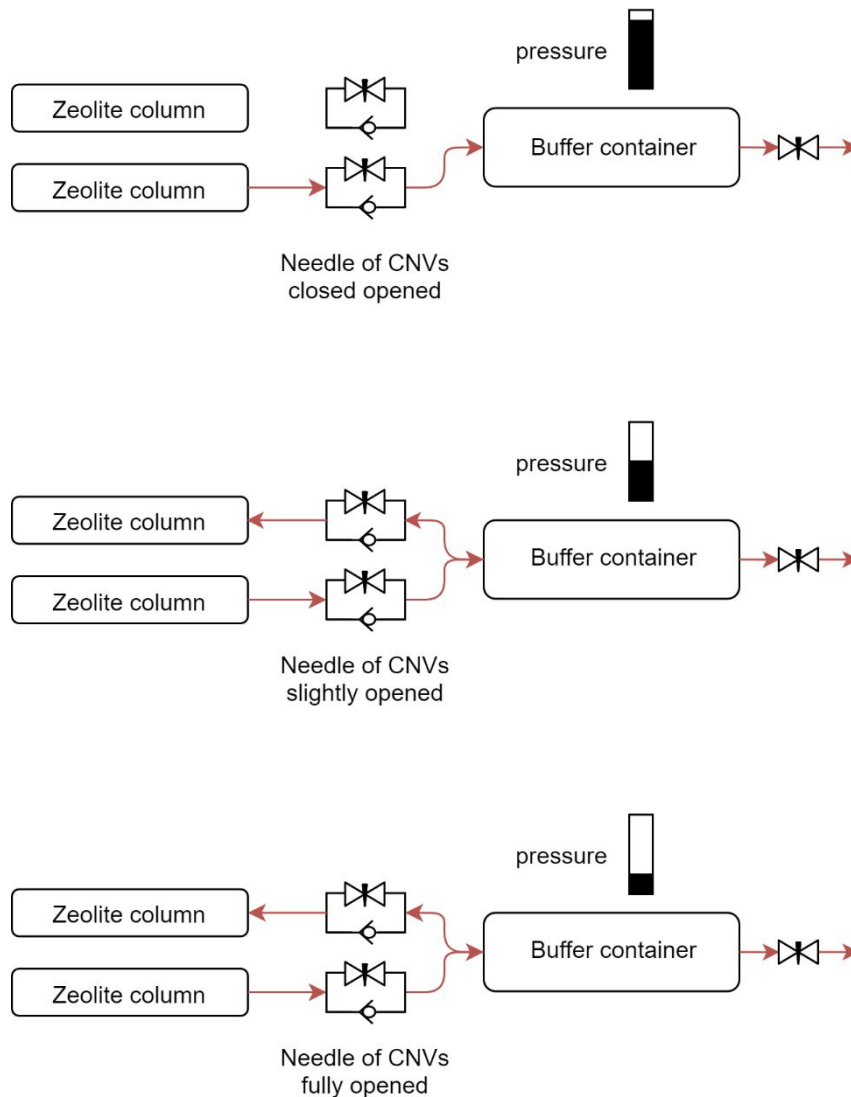 pressure
Zeolite column
Buffer container
Zeolite column
Needle of CNVs
closed opened
pressure
Zeolite column
Buffer container
Zeolite column
Needle of CNVs
slightly opened
pressure
Zeolite column
Buffer container
Zeolite column
Needle of CNVs
fully opened